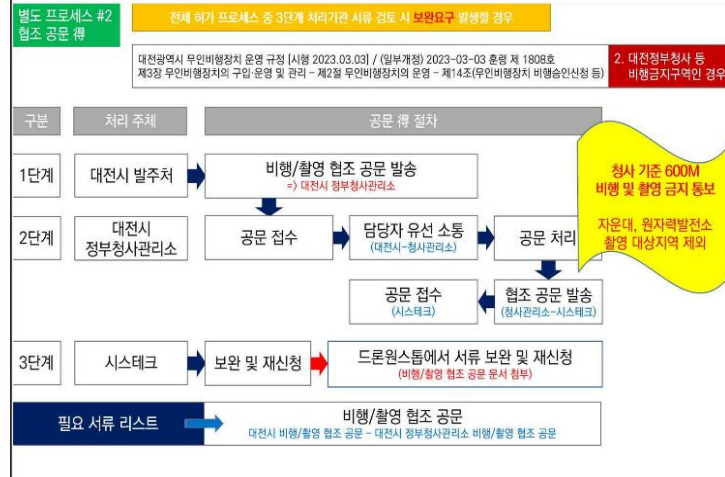 별도 프로세스 #2
협조 공문 得
전체 허가 프로세스 중 3단계 처리기관 서류 검토 시 보완요구 발생할 경우
대전광역시 무인비행장치 운영 규정 [시행 2023.03.03] / (일부개정) 2023-03-03 훈령 제 1808호
제3장 무인비행장치의 구입·운영 및 관리 – 제2절 무인비행장치의 운영 – 제14조(무인비행장치 비행승인신청 등)
2. 대전정부청사 등
비행금지구역인 경우
구분
처리 주체
공문 得 절차
1단계
대전시 발주처
비행/촬영 협조 공문 발송
=> 대전시 정부청사관리소
청사 기준 600M
비행 및 촬영 금지 통보
자운대, 원자력발전소
촬영 대상지역 제외
2단계
대전시
정부청사관리소
공문 접수
담당자 유선 소통
(대전시-청사관리소)
공문 처리
공문 접수
(시스테크)
협조 공문 발송
(청사관리소-시스테크)
3단계
시스테크
보완 및 재신청
드론원스톱에서 서류 보완 및 재신청
(비행/촬영 협조 공문 문서 첨부)
필요 서류 리스트
비행/촬영 협조 공문
대전시 비행/촬영 협조 공문 – 대전시 정부청사관리소 비행/촬영 협조 공문